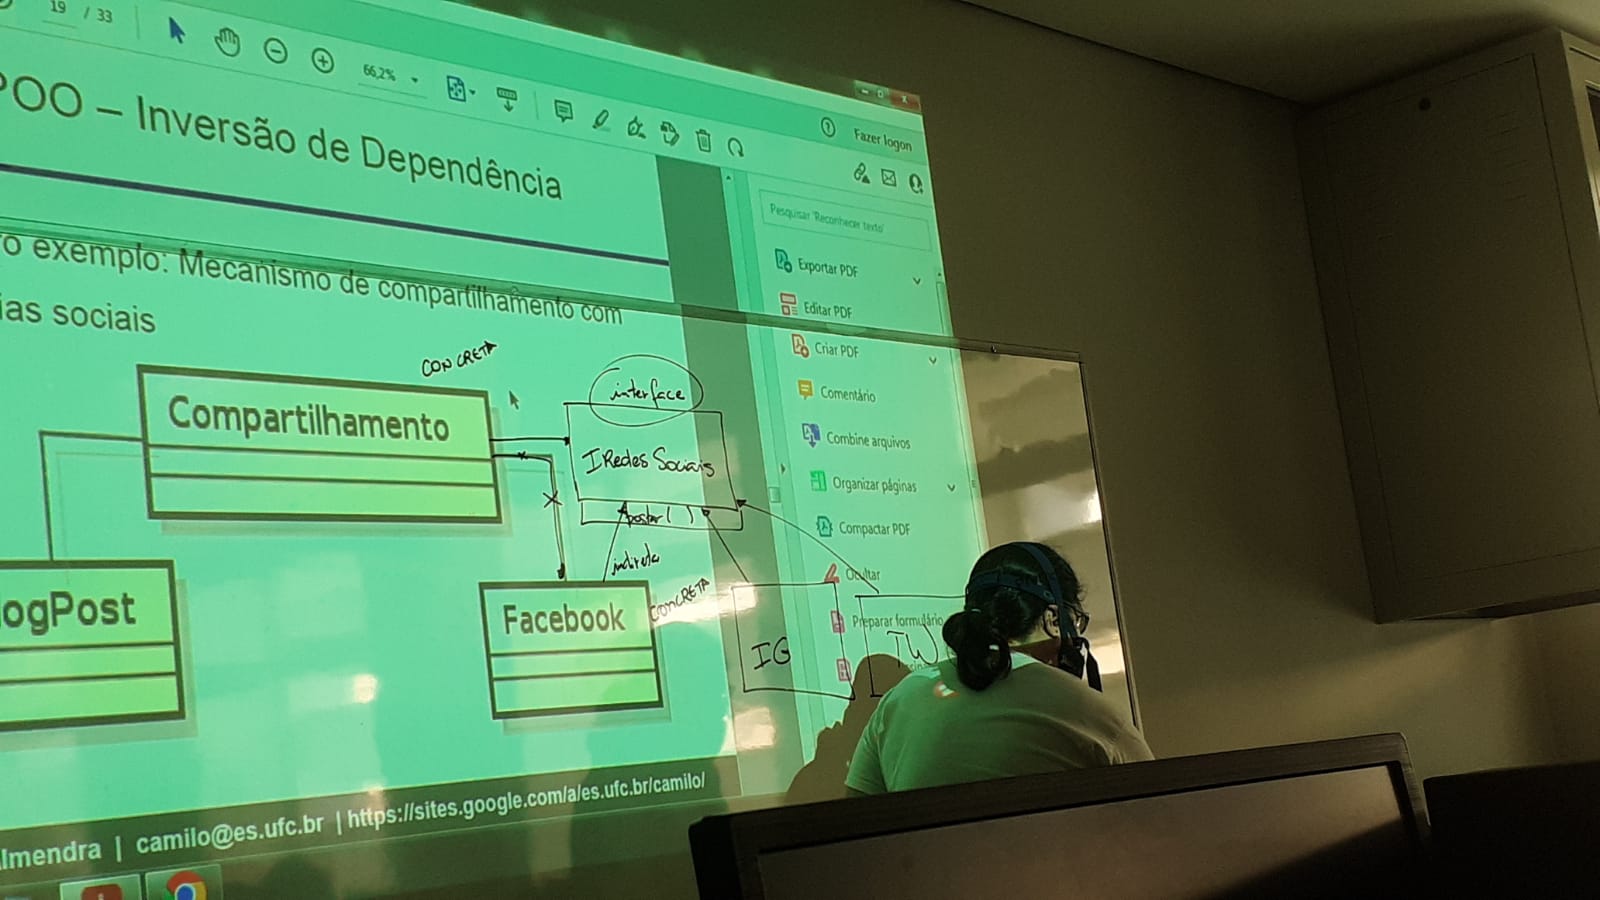 19 / 33
66,2%
Fazer logon
POO – Inversão de Dependência
Pesquisar 'Reconhecer texto'
o exemplo: Mecanismo de compartilhamento com
ias sociais
Exportar PDF
Editar PDF
Criar PDF
Comentário
Combine arquivos
Organizar páginas
Compactar PDF
Ocultar
Preparar formulário
CONCRETA
interface
Compartilhamento
IRedes Sociais
Apostar( )
indireta
ogPost
Facebook
CONCRETA
IG
TW
lmendra | camilo@es.ufc.br | https://sites.google.com/a/es.ufc.br/camilo/